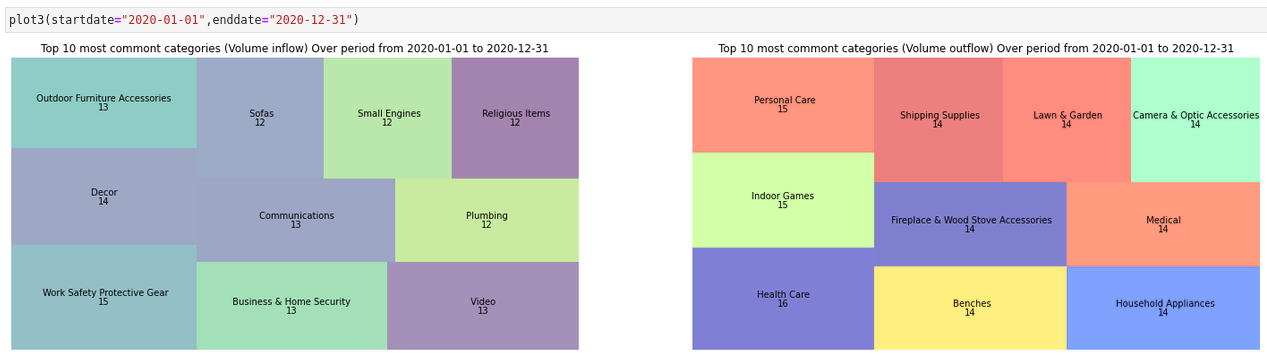 plot3(startdate="2020-01-01",enddate="2020-12-31")
Top 10 most commont categories (Volume inflow) Over period from 2020-01-01 to 2020-12-31
Outdoor Furniture Accessories
13
Sofas
12
Small Engines
12
Religious Items
12
Decor
14
Communications
13
Plumbing
12
Work Safety Protective Gear
15
Business & Home Security
13
Video
13
Top 10 most commont categories (Volume outflow) Over period from 2020-01-01 to 2020-12-31
Personal Care
15
Shipping Supplies
14
Lawn & Garden
14
Camera & Optic Accessories
14
Indoor Games
15
Fireplace & Wood Stove Accessories
14
Medical
14
Health Care
16
Benches
14
Household Appliances
14